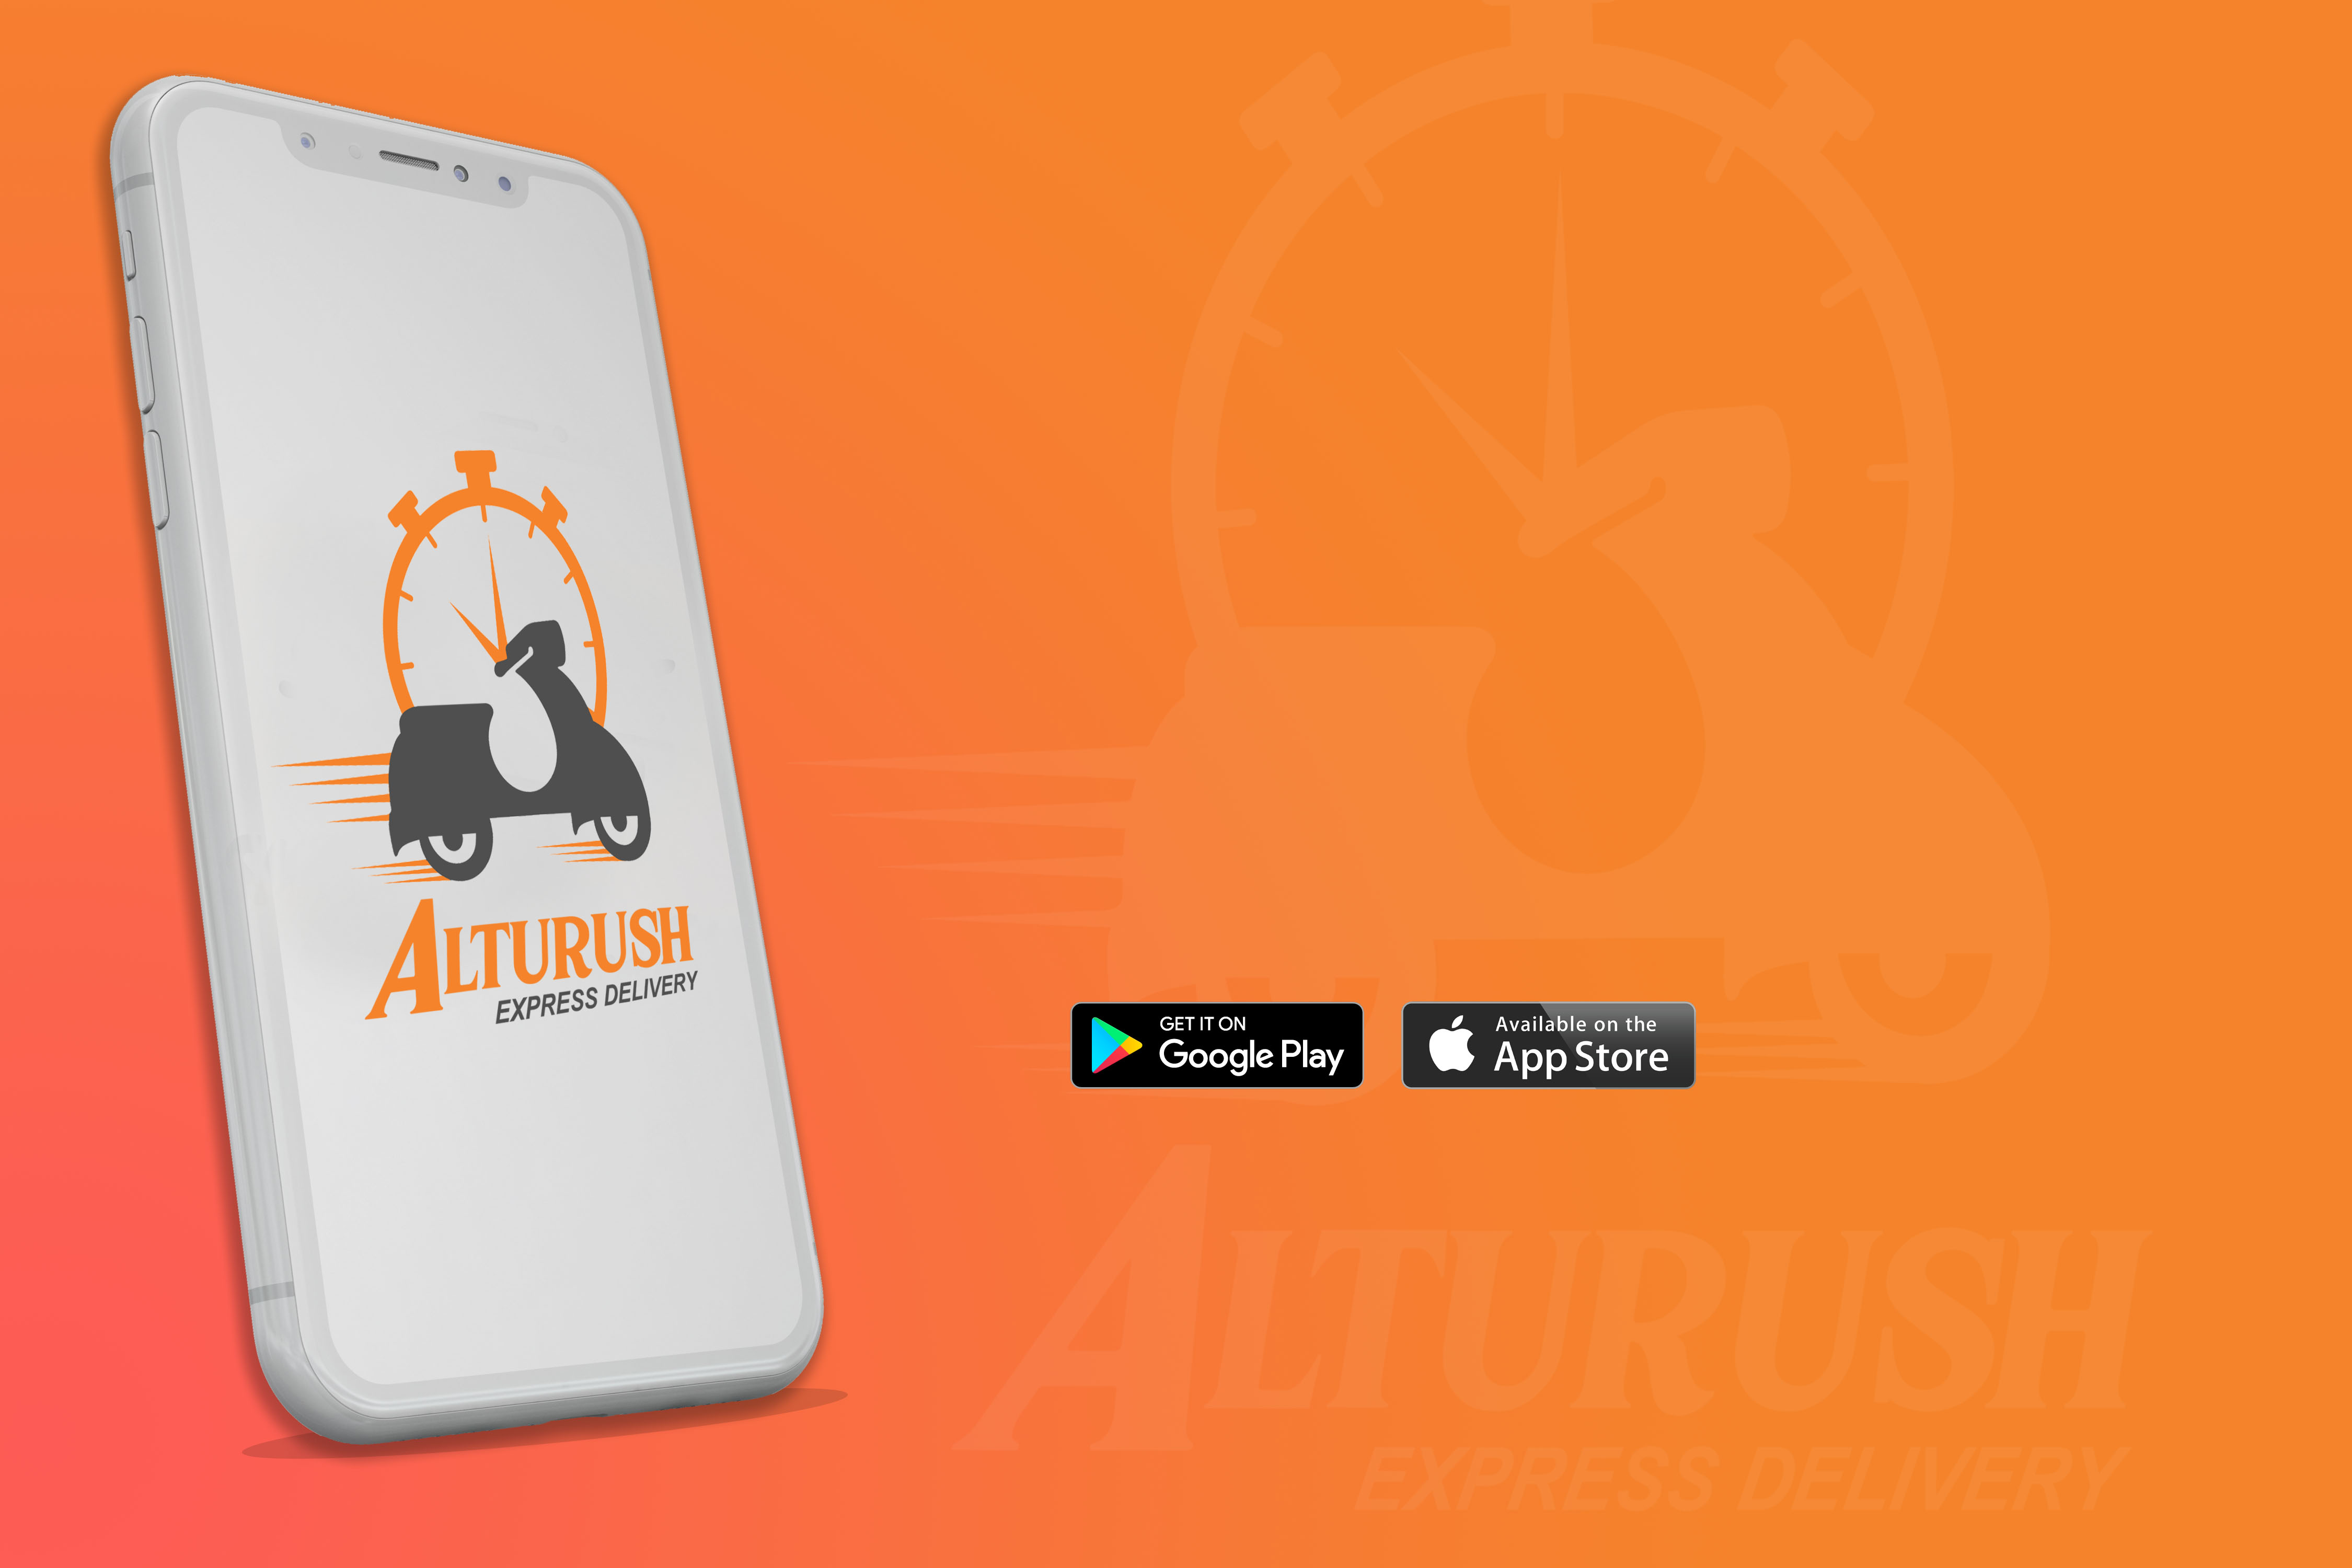 ALTURUSH
EXPRESS DELIVERY
GET IT ON
Google Play
Available on the
App Store
ALTURUSH
EXPRESS DELIVERY